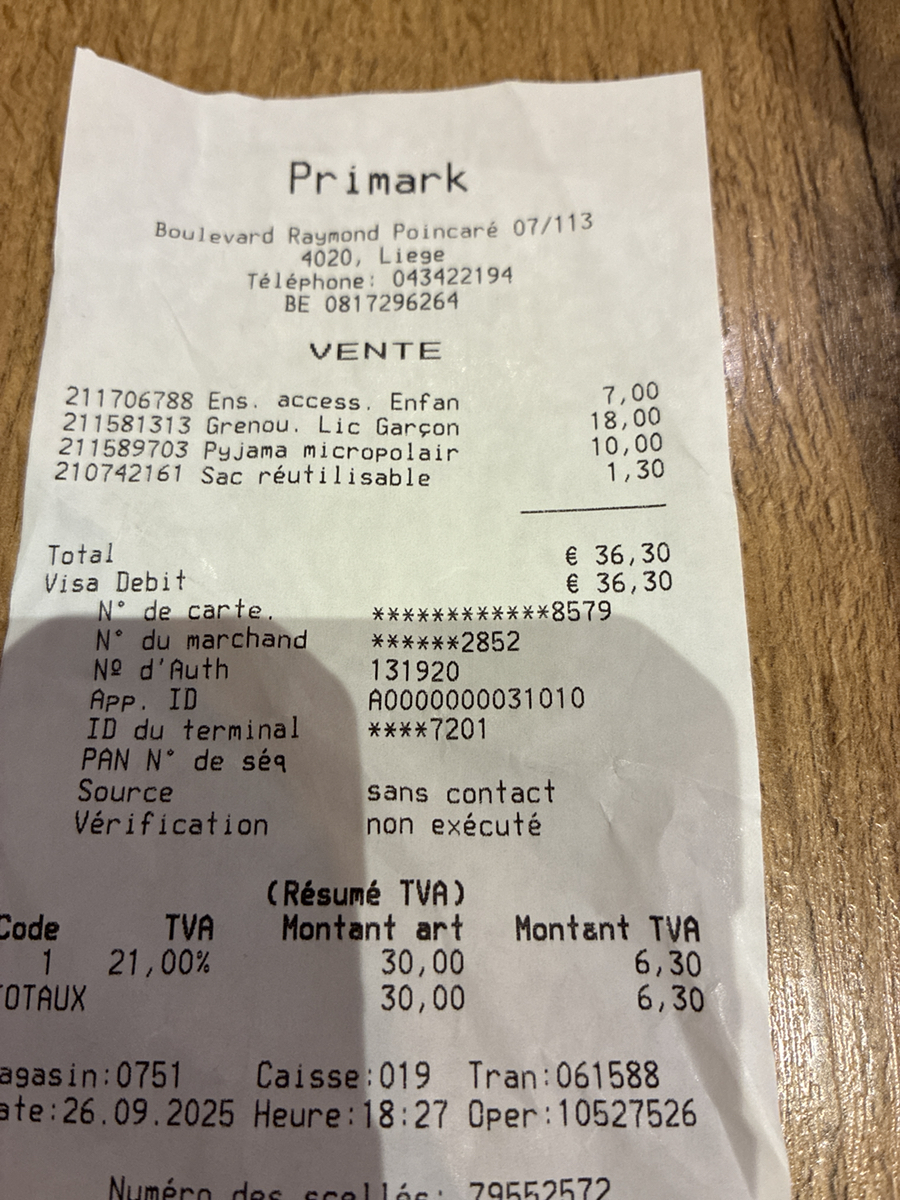 Primark
Boulevard Raymond Poincaré 07/113
4020, Liege
Téléphone: 043422194
BE 0817296264
VENTE
211706788 Ens. access. Enfan 7,00
211581313 Grenou. Lic Garçon 18,00
211589703 Pyjama micropolair 10,00
210742161 Sac réutilisable 1,30
Total € 36,30
Visa Debit € 36,30
N° de carte. ************8579
N° du marchand ******2852
Nº d'Auth 131920
App. ID A0000000031010
ID du terminal ****7201
PAN N° de séq
Source sans contact
Vérification non exécuté
(Résumé TVA)
Code TVA Montant art Montant TVA
1 21,00% 30,00 6,30
TOTAUX 30,00 6,30
agasin:0751 Caisse:019 Tran:061588
ate:26.09.2025 Heure:18:27 Oper:10527526
Numéro des scellés: 79552572